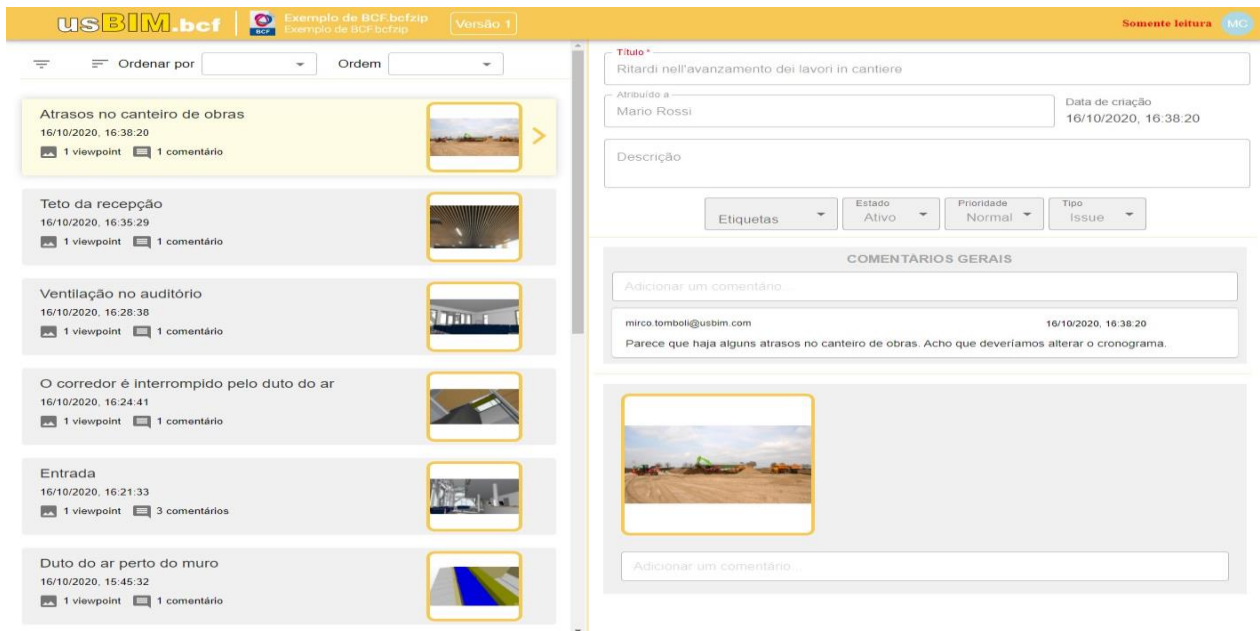 usBIM.bcf
BCF
Exemplo de BCF.bcfzip
Exemplo de BCF.bcfzip
Versão 1
Somente leitura
MC
Ordenar por
Ordem
Atrasos no canteiro de obras
16/10/2020, 16:38:20
1 viewpoint 1 comentário
Teto da recepção
16/10/2020, 16:35:29
1 viewpoint 1 comentário
Ventilação no auditório
16/10/2020, 16:28:38
1 viewpoint 1 comentário
O corredor é interrompido pelo duto do ar
16/10/2020, 16:24:41
1 viewpoint 1 comentário
Entrada
16/10/2020, 16:21:33
1 viewpoint 3 comentários
Duto do ar perto do muro
16/10/2020, 15:45:32
1 viewpoint 1 comentário
Título *
Ritardi nell'avanzamento dei lavori in cantiere
Atribuído a
Mario Rossi
Data de criação
16/10/2020, 16:38:20
Descrição
Etiquetas
Estado
Ativo
Prioridade
Normal
Tipo
Issue
COMENTÁRIOS GERAIS
Adicionar um comentário...
mirco.tomboli@usbim.com 16/10/2020, 16:38:20
Parece que haja alguns atrasos no canteiro de obras. Acho que deveríamos alterar o cronograma.
Adicionar um comentário...